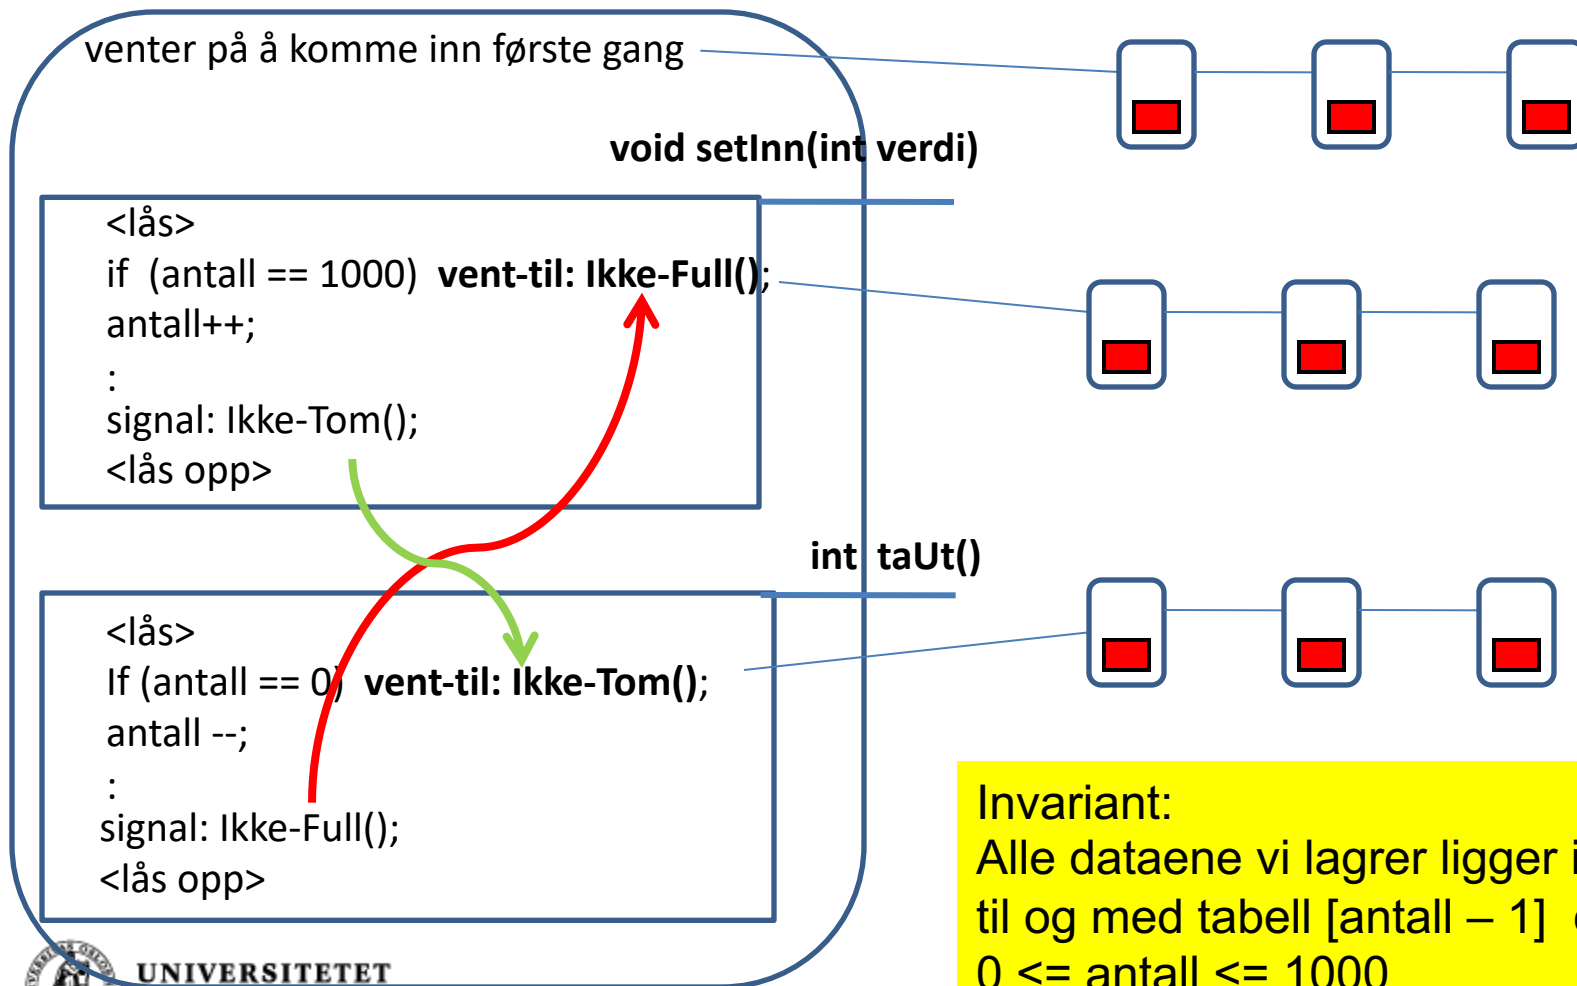 venter på å komme inn første gang
void setInn(int verdi)
<lås>
if (antall == 1000) vent-til: Ikke-Full();
antall++;
:
signal: Ikke-Tom();
<lås opp>
int taUt()
<lås>
If (antall == 0) vent-til: Ikke-Tom();
antall --;
:
signal: Ikke-Full();
<lås opp>
Invariant:
Alle dataene vi lagrer ligger i
til og med tabell [antall – 1]
0 <= antall <= 1000
UNIVERSITETET